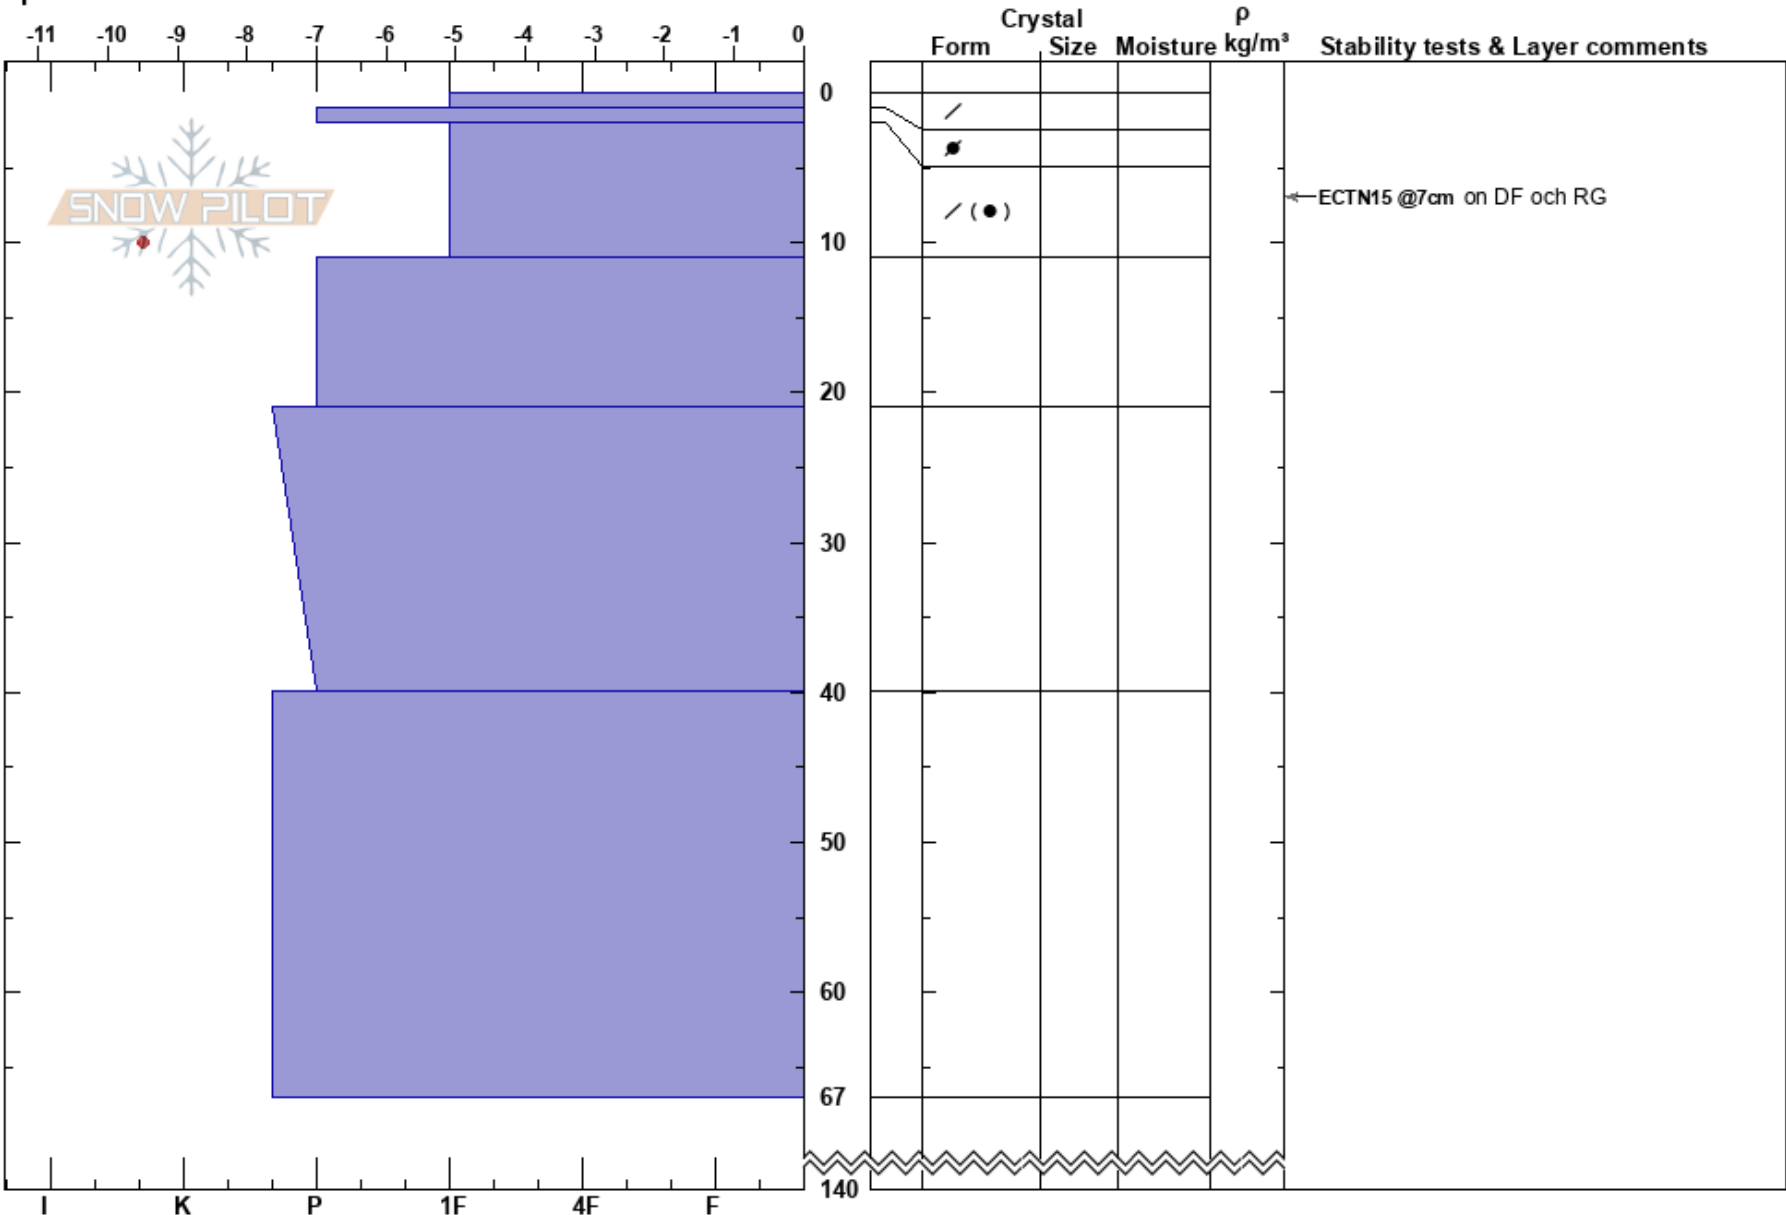 Crystal ρ
-11 -10 -9 -8 -7 -6 -5 -4 -3 -2 -1 0 Form Size Moisture kg/m³ Stability tests & Layer comments
0
SNOW PILOT
ECTN15 @7cm on DF och RG
10
20
30
40
50
60
67
140
I K P 1F 4F F